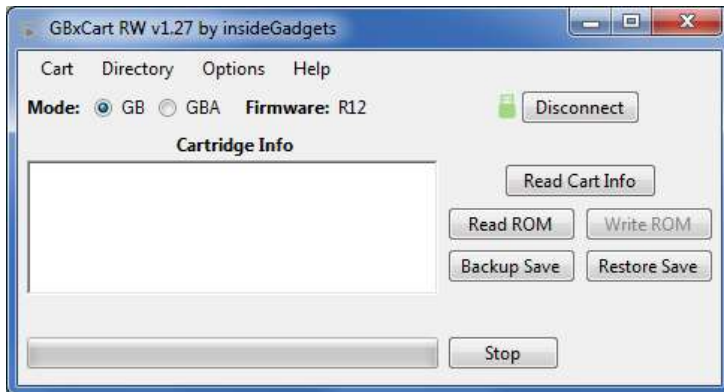 GBxCart RW v1.27 by insideGadgets
Cart Directory Options Help
Mode: GB GBA Firmware: R12 Disconnect
Cartridge Info
Read Cart Info
Read ROM Write ROM
Backup Save Restore Save
Stop